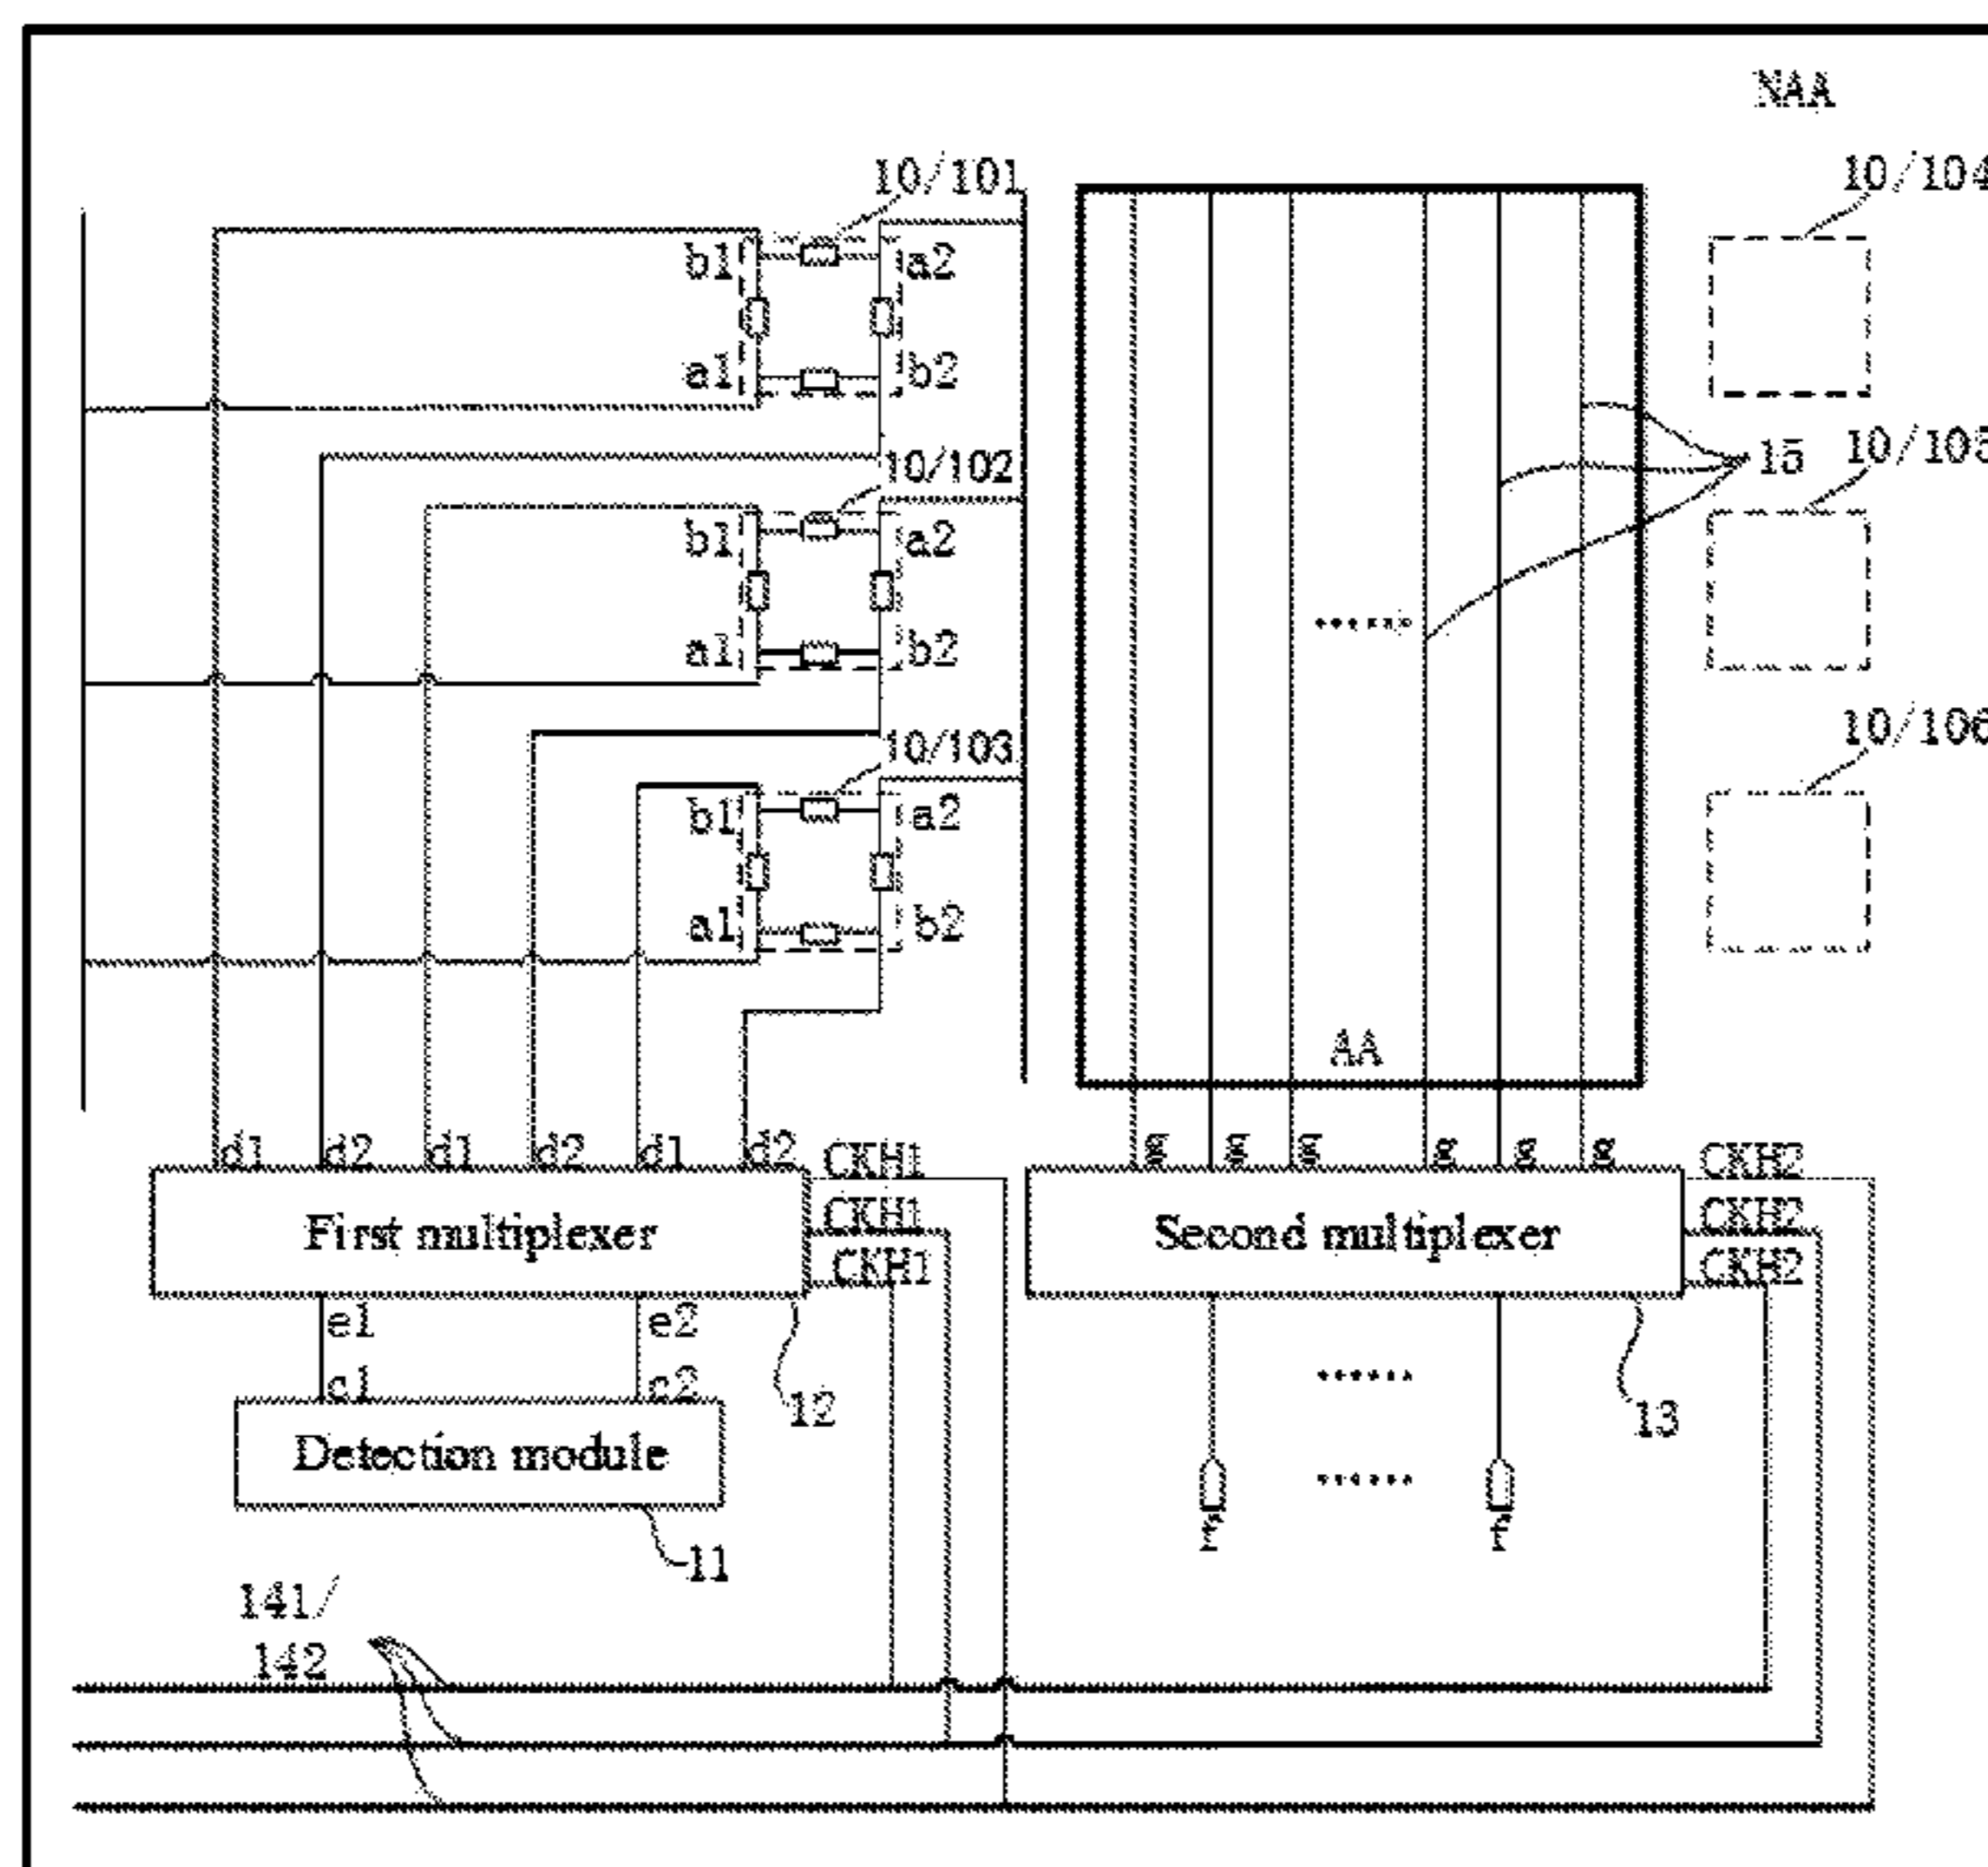 NAA
10/101
10/104
b1
a2
a1
b2
10/102
15
10/105
b1
a2
a1
b2
10/103
10/106
b1
a2
a1
b2
AA
d1
d2
d1
d2
d1
d2
CKH1
g
g
g
g
g
g
CKH2
First multiplexer
CKH1
Second multiplexer
CKH2
CKH1
CKH2
e1
e2
c1
c2
12
13
Detection module
f
f
11
141/
142